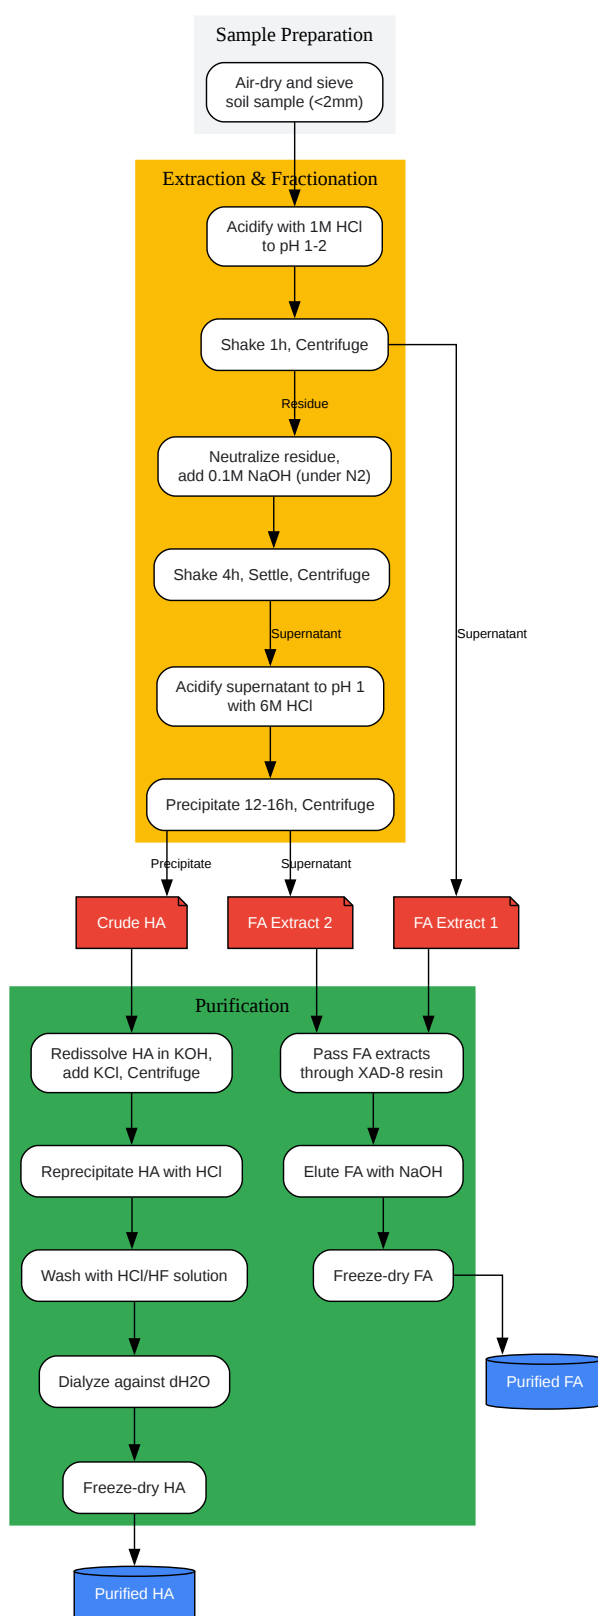 Sample Preparation
Air-dry and sieve
soil sample (<2mm)
Extraction & Fractionation
Acidify with 1M HCl
to pH 1-2
Shake 1h, Centrifuge
Residue
Neutralize residue,
add 0.1M NaOH (under N2)
Shake 4h, Settle, Centrifuge
Supernatant
Supernatant
Acidify supernatant to pH 1
with 6M HCl
Precipitate 12-16h, Centrifuge
Precipitate
Supernatant
Crude HA
FA Extract 2
FA Extract 1
Purification
Redissolve HA in KOH,
add KCl, Centrifuge
Pass FA extracts
through XAD-8 resin
Reprecipitate HA with HCl
Elute FA with NaOH
Wash with HCl/HF solution
Freeze-dry FA
Dialyze against dH2O
Purified FA
Freeze-dry HA
Purified HA